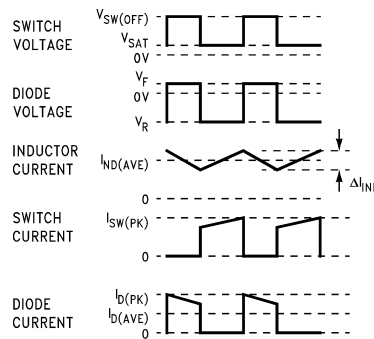 SWITCH VOLTAGE
V_SW(OFF)
V_SAT
0V
DIODE VOLTAGE
V_F
0V
V_R
INDUCTOR CURRENT
I_ND(AVE)
ΔI_IN
0
SWITCH CURRENT
I_SW(PK)
0
DIODE CURRENT
I_D(PK)
I_D(AVE)
0